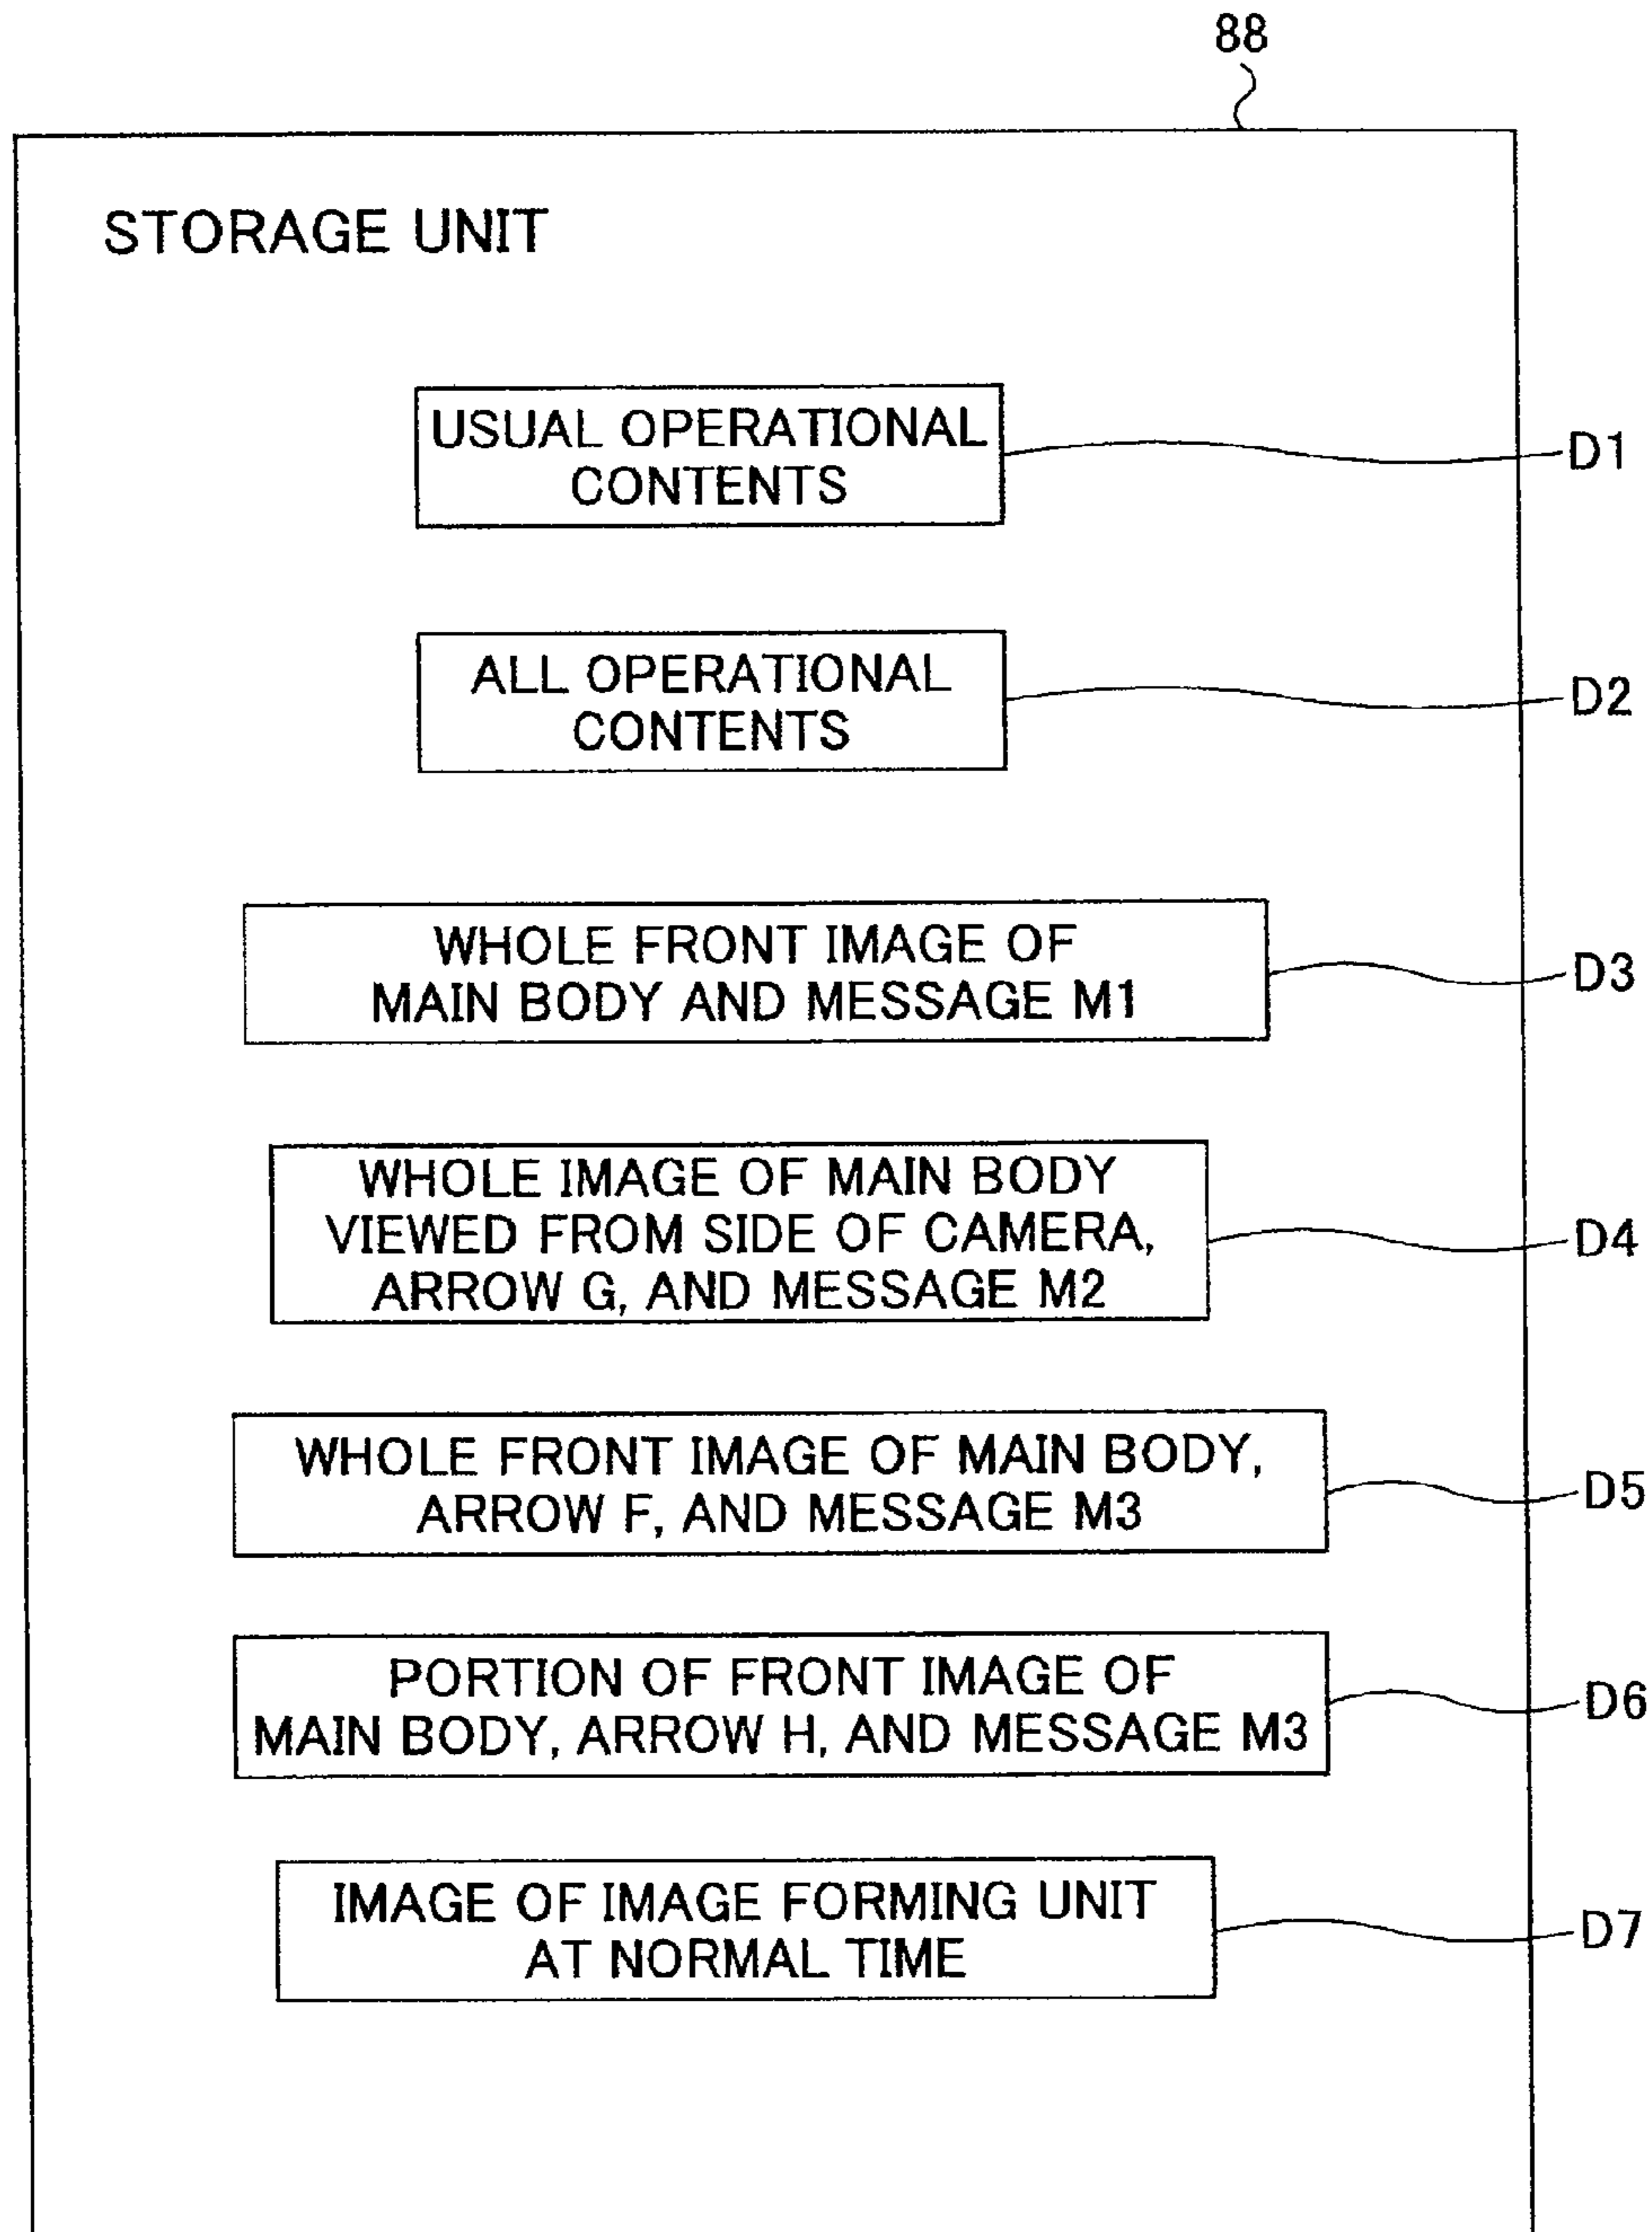 88
STORAGE UNIT
USUAL OPERATIONAL
CONTENTS
D1
ALL OPERATIONAL
CONTENTS
D2
WHOLE FRONT IMAGE OF
MAIN BODY AND MESSAGE M1
D3
WHOLE IMAGE OF MAIN BODY
VIEWED FROM SIDE OF CAMERA,
ARROW G, AND MESSAGE M2
D4
WHOLE FRONT IMAGE OF MAIN BODY,
ARROW F, AND MESSAGE M3
D5
PORTION OF FRONT IMAGE OF
MAIN BODY, ARROW H, AND MESSAGE M3
D6
IMAGE OF IMAGE FORMING UNIT
AT NORMAL TIME
D7